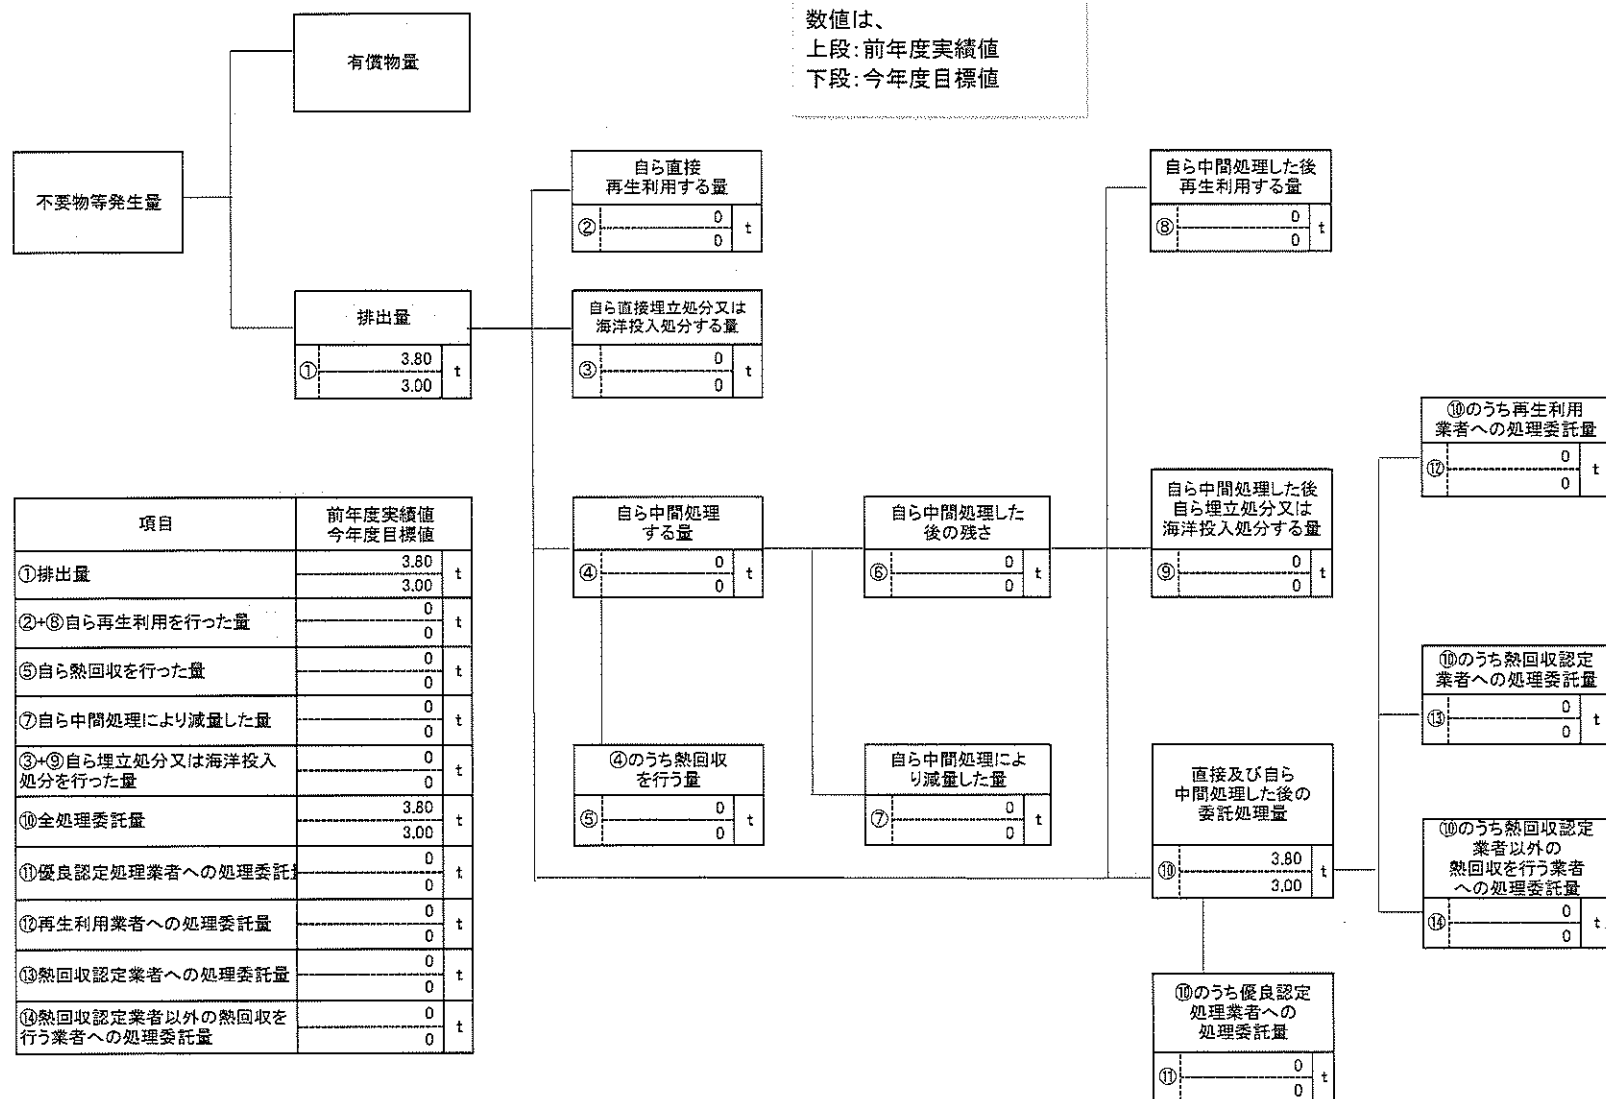 数値は、
上段:前年度実績値
下段:今年度目標値
有償物量
不要物等発生量
自ら直接
再生利用する量
②
0
0
t
自ら中間処理した後
再生利用する量
⑧
0
0
t
排出量
①
3.80
3.00
t
自ら直接埋立処分又は
海洋投入処分する量
③
0
0
t
⑩のうち再生利用
業者への処理委託量
⑫
0
0
t
自ら中間処理
する量
④
0
0
t
自ら中間処理した
後の残さ
⑥
0
0
t
自ら中間処理した後
自ら埋立処分又は
海洋投入処分する量
⑨
0
0
t
⑩のうち熱回収認定
業者への処理委託量
⑬
0
0
t
④のうち熱回収
を行う量
⑤
0
0
t
自ら中間処理によ
り減量した量
⑦
0
0
t
直接及び自ら
中間処理した後の
委託処理量
⑩
3.80
3.00
t
⑩のうち熱回収認定
業者以外の
熱回収を行う業者
への処理委託量
⑭
0
0
t
⑩のうち優良認定
処理業者への
処理委託量
⑪
0
0
t
項目
前年度実績値
今年度目標値
①排出量
3.80
3.00
t
②+⑧自ら再生利用を行った量
0
0
t
⑤自ら熱回収を行った量
0
0
t
⑦自ら中間処理により減量した量
0
0
t
③+⑨自ら埋立処分又は海洋投入
処分を行った量
0
0
t
⑩全処理委託量
3.80
3.00
t
⑪優良認定処理業者への処理委託
0
0
t
⑫再生利用業者への処理委託量
0
0
t
⑬熱回収認定業者への処理委託量
0
0
t
⑭熱回収認定業者以外の熱回収を
行う業者への処理委託量
0
0
t